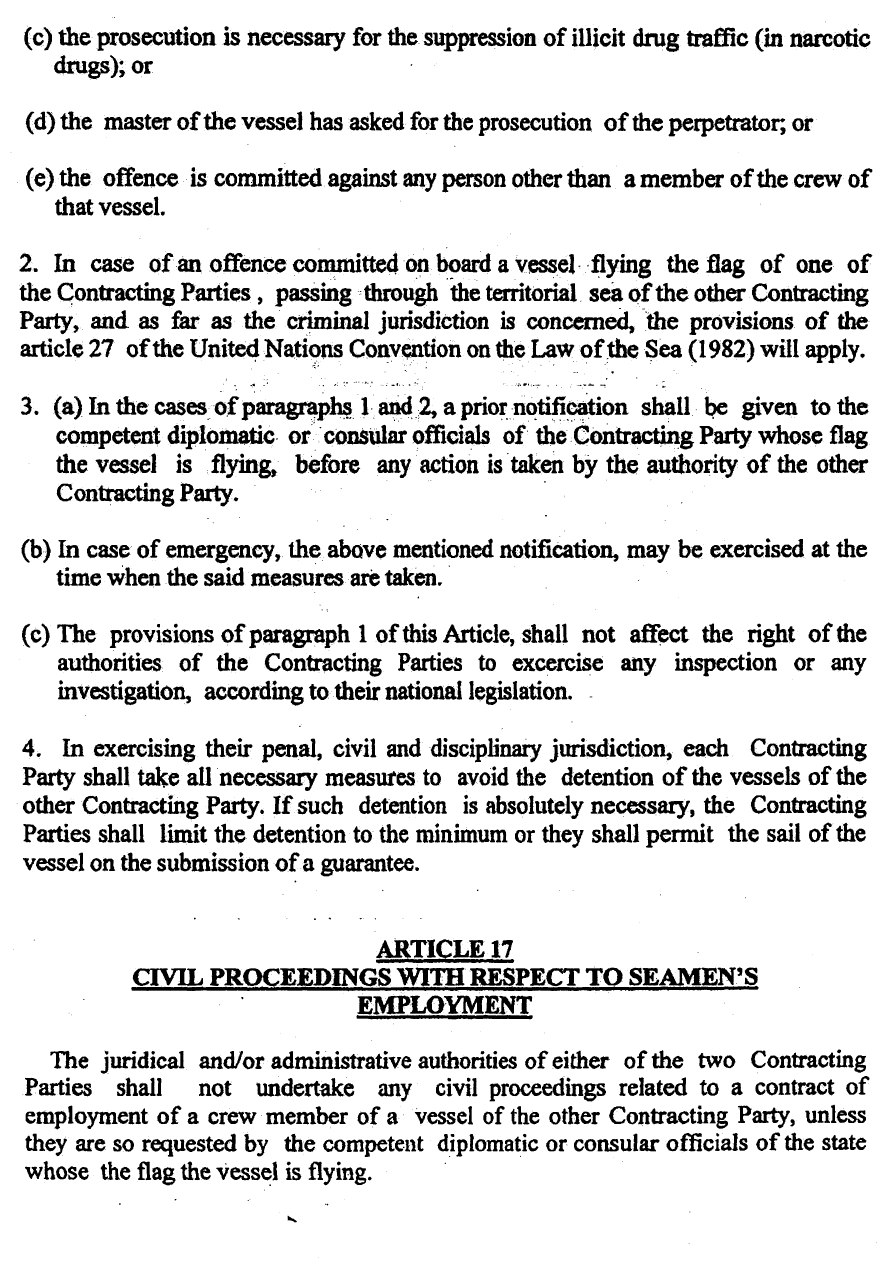 (c) the prosecution is necessary for the suppression of illicit drug traffic (in narcotic
drugs); or
(d) the master of the vessel has asked for the prosecution of the perpetrator; or
(e) the offence is committed against any person other than a member of the crew of
that vessel.
2. In case of an offence committed on board a vessel flying the flag of one of
the Contracting Parties , passing through the territorial sea of the other Contracting
Party, and as far as the criminal jurisdiction is concerned, the provisions of the
article 27 of the United Nations Convention on the Law of the Sea (1982) will apply.
3. (a) In the cases of paragraphs 1 and 2, a prior notification shall be given to the
competent diplomatic or consular officials of the Contracting Party whose flag
the vessel is flying, before any action is taken by the authority of the other
Contracting Party.
(b) In case of emergency, the above mentioned notification, may be exercised at the
time when the said measures are taken.
(c) The provisions of paragraph 1 of this Article, shall not affect the right of the
authorities of the Contracting Parties to excercise any inspection or any
investigation, according to their national legislation.
4. In exercising their penal, civil and disciplinary jurisdiction, each Contracting
Party shall take all necessary measures to avoid the detention of the vessels of the
other Contracting Party. If such detention is absolutely necessary, the Contracting
Parties shall limit the detention to the minimum or they shall permit the sail of the
vessel on the submission of a guarantee.
ARTICLE 17
CIVIL PROCEEDINGS WITH RESPECT TO SEAMEN'S
EMPLOYMENT
The juridical and/or administrative authorities of either of the two Contracting
Parties shall not undertake any civil proceedings related to a contract of
employment of a crew member of a vessel of the other Contracting Party, unless
they are so requested by the competent diplomatic or consular officials of the state
whose the flag the vessel is flying.